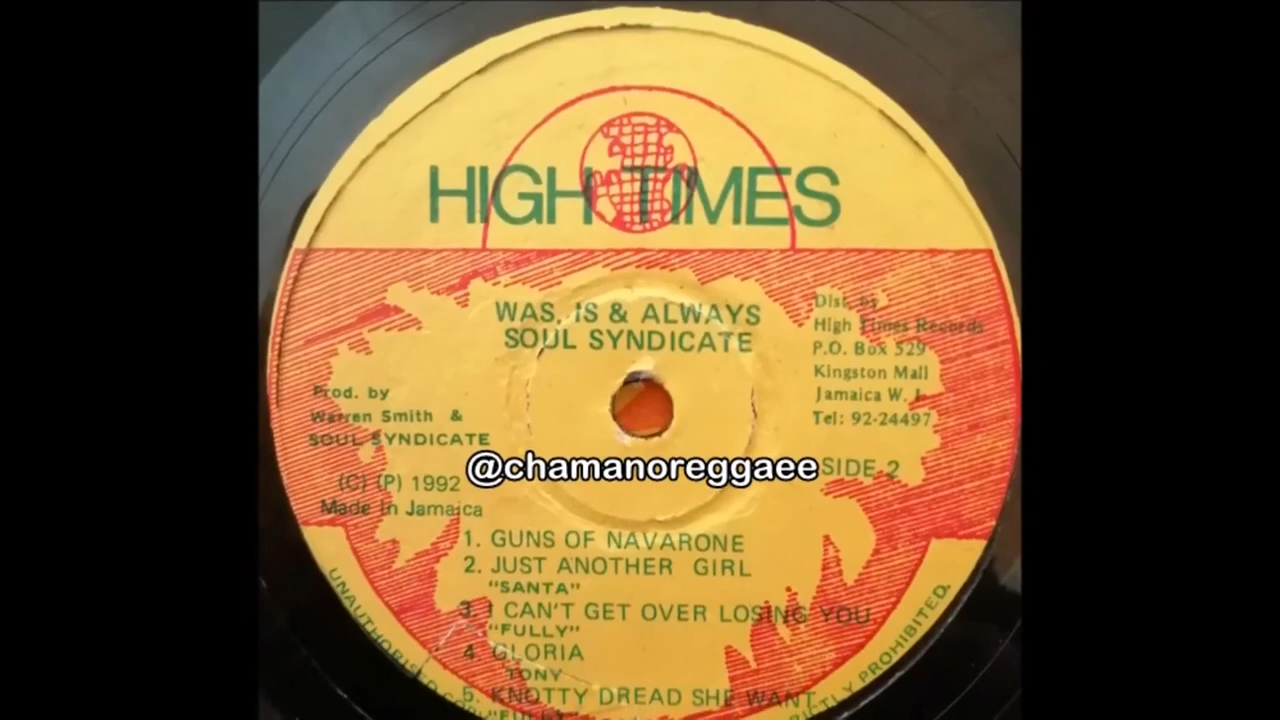 HIGH TIMES
WAS, IS & ALWAYS
SOUL SYNDICATE
Dist. by
High Times Records
P.O. Box 529
Kingston Mall
Jamaica W. I.
Tel: 92-24497
Prod. by
Warren Smith &
SOUL SYNDICATE
@chamanoreggaee
SIDE 2
(C) (P) 1992
Made In Jamaica
1. GUNS OF NAVARONE
2. JUST ANOTHER GIRL
"SANTA"
3. I CAN'T GET OVER LOSING YOU
"FULLY"
4. GLORIA
TONY
5. KNOTTY DREAD SHE WANT
"FULLY"
UNAUTHORISED
STRICTLY PROHIBITED.